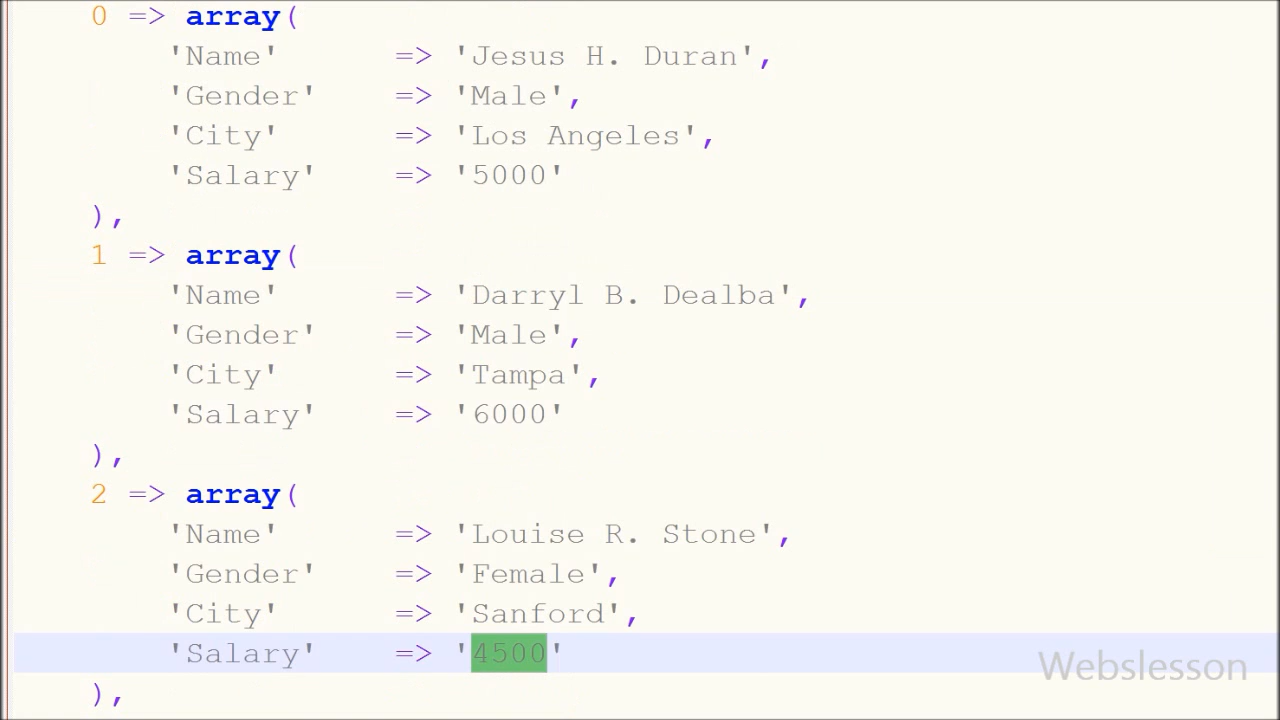 0 => array(
'Name' => 'Jesus H. Duran',
'Gender' => 'Male',
'City' => 'Los Angeles',
'Salary' => '5000'
),
1 => array(
'Name' => 'Darryl B. Dealba',
'Gender' => 'Male',
'City' => 'Tampa',
'Salary' => '6000'
),
2 => array(
'Name' => 'Louise R. Stone',
'Gender' => 'Female',
'City' => 'Sanford',
'Salary' => '4500'
),
Webslesson